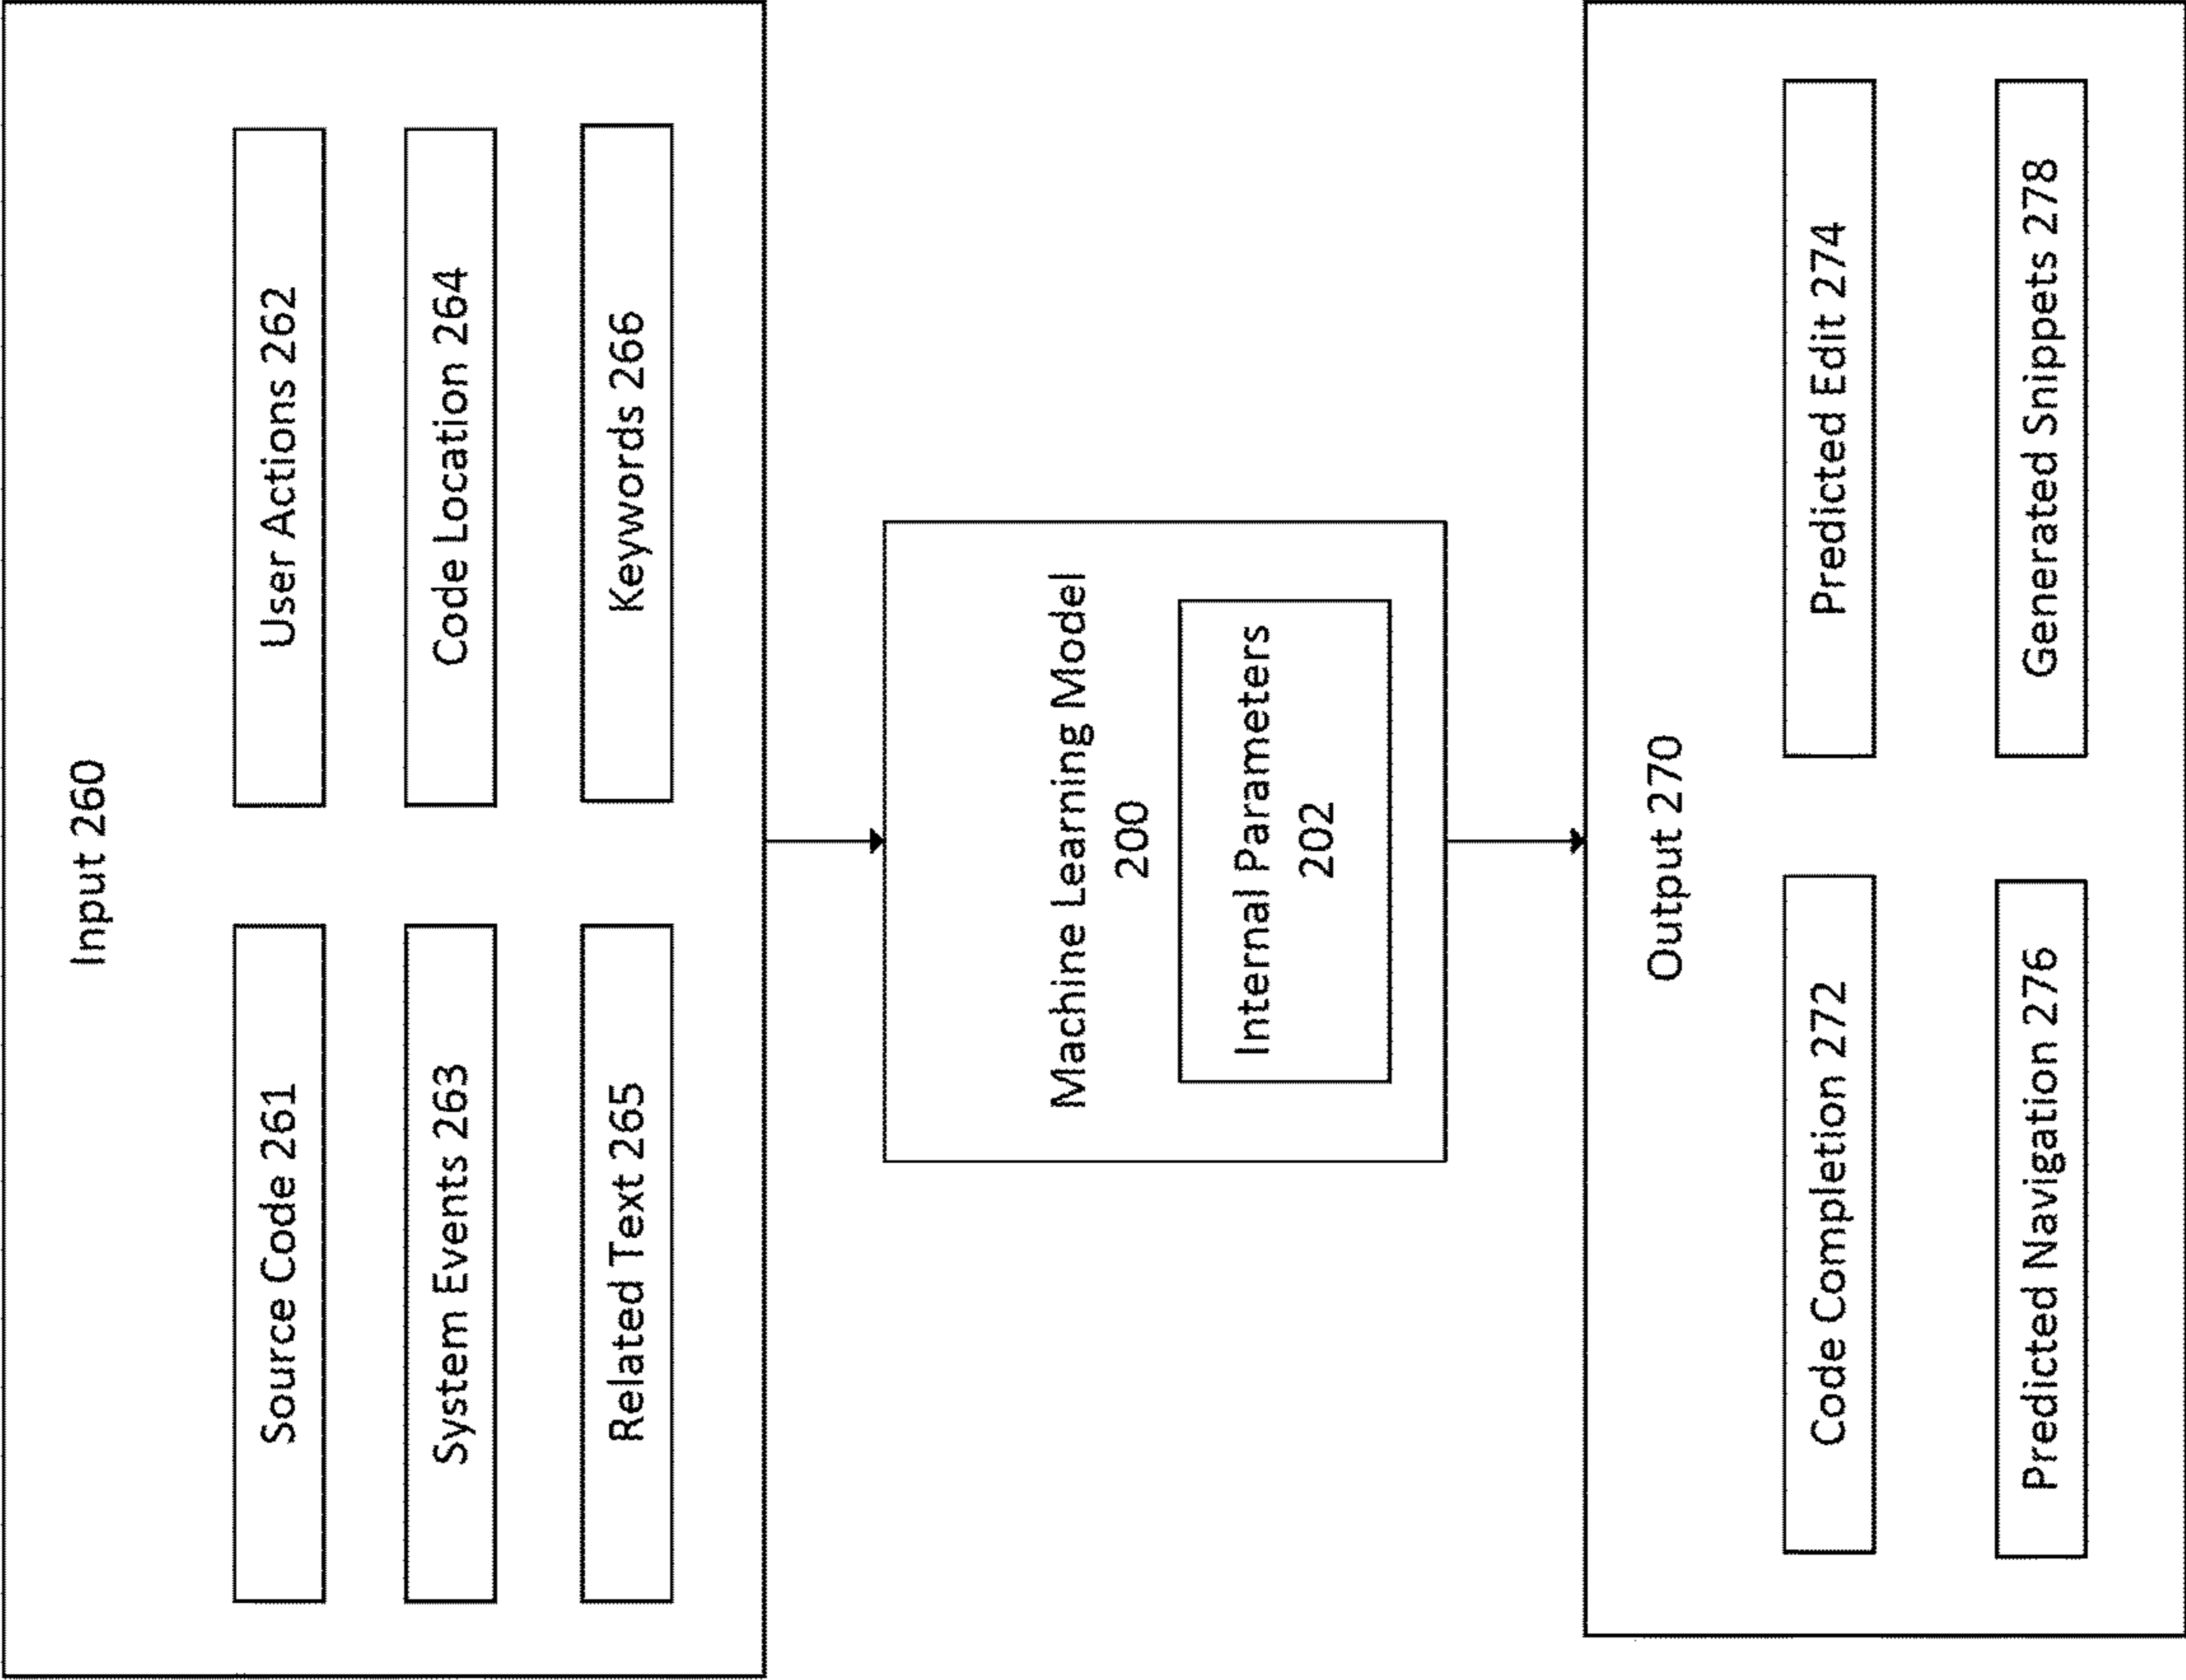 Input 260
Source Code 261
User Actions 262
System Events 263
Code Location 264
Related Text 265
Keywords 266
Machine Learning Model
200
Internal Parameters
202
Output 270
Code Completion 272
Predicted Edit 274
Predicted Navigation 276
Generated Snippets 278